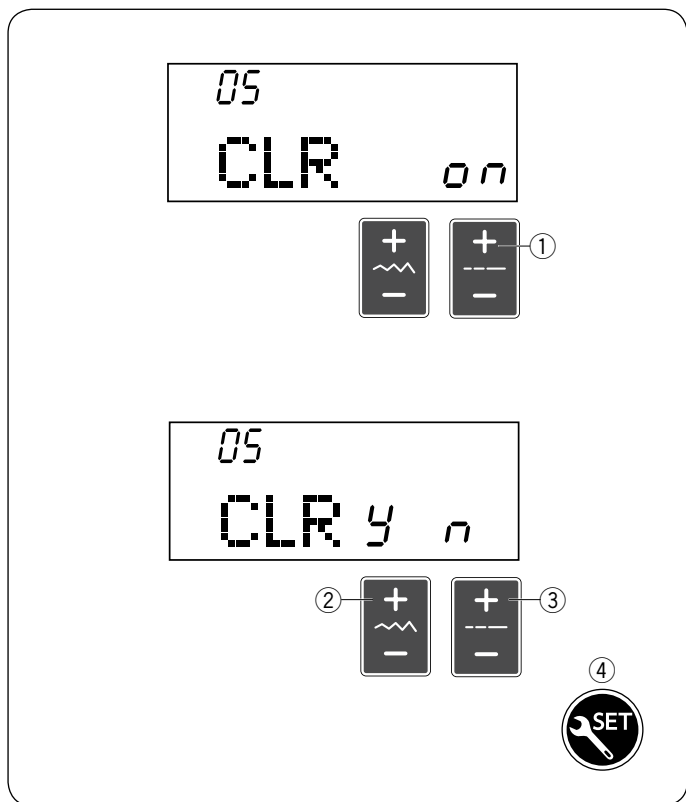 05
CLR on
+ +
− −
①
05
CLR y n
② + + ③
− −
④
SET